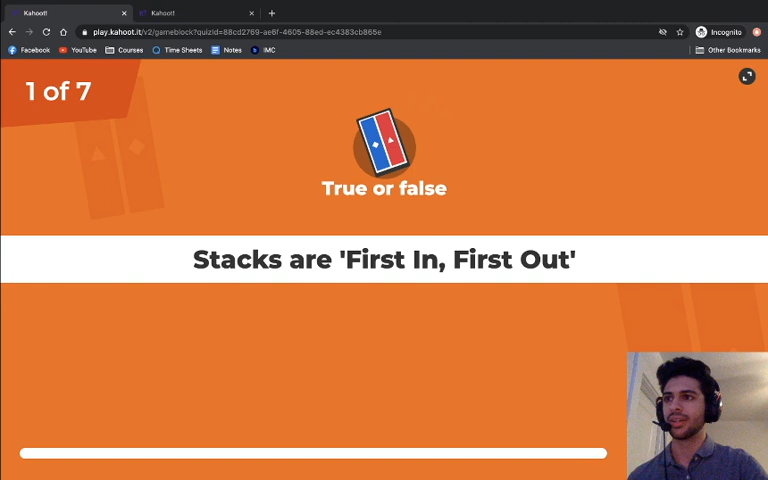 Kahoot!
Kahoot!
play.kahoot.it/v2/gameblock?quizId=88cd2769-ae6f-4605-88ed-ec4383cb865e
Incognito
Facebook
YouTube
Courses
Time Sheets
Notes
IMC
Other Bookmarks
1 of 7
True or false
Stacks are 'First In, First Out'